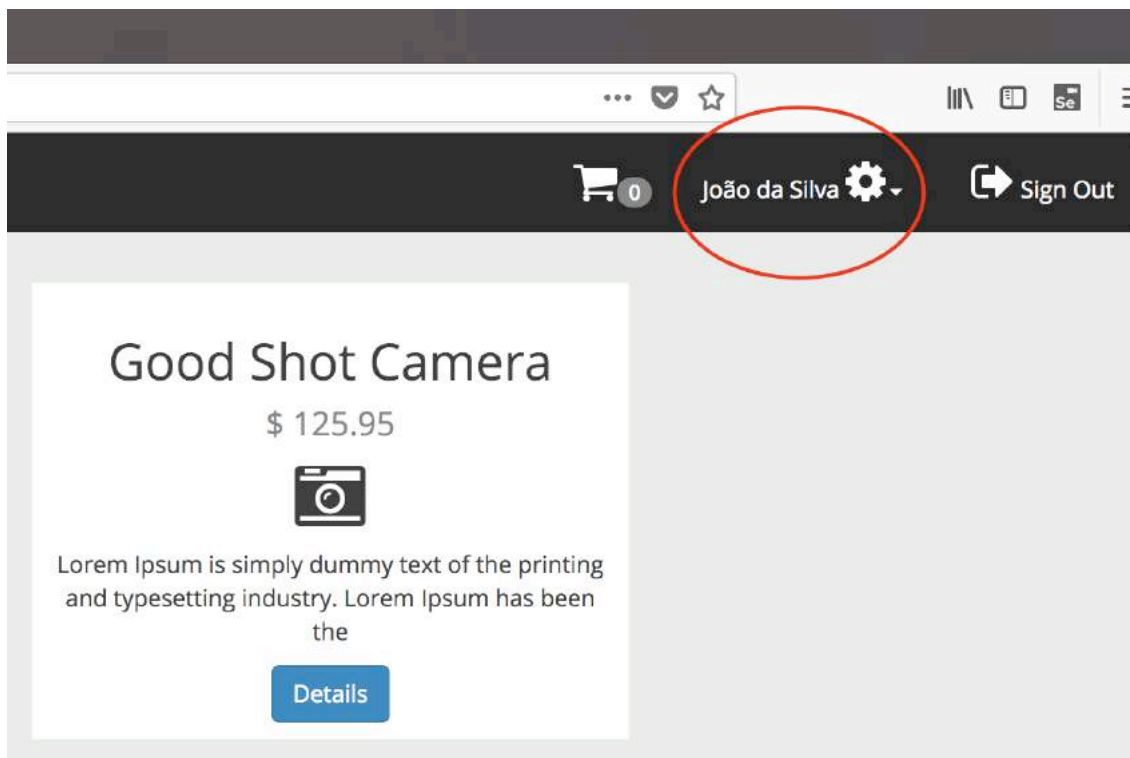 Se
0
João da Silva
Sign Out
Good Shot Camera
$ 125.95
Lorem Ipsum is simply dummy text of the printing
and typesetting industry. Lorem Ipsum has been
the
Details